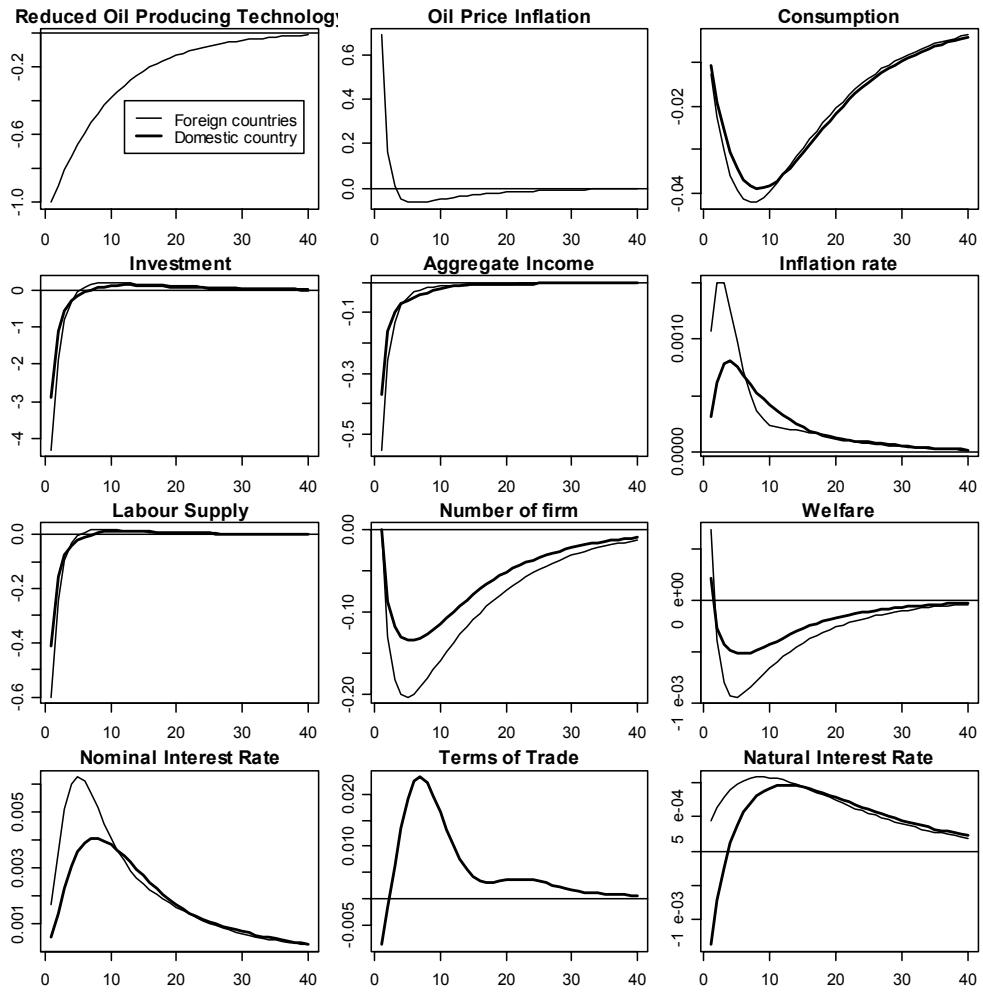 Reduced Oil Producing Technology
Oil Price Inflation
Consumption
-0.2
-0.6
-1.0
Foreign countries
Domestic country
0 10 20 30 40
0.6
0.4
0.2
0.0
0 10 20 30 40
-0.02
-0.04
0 10 20 30 40
Investment
Aggregate Income
Inflation rate
0
-1
-2
-3
-4
0 10 20 30 40
-0.1
-0.3
-0.5
0 10 20 30 40
0.0010
0.0000
0 10 20 30 40
Labour Supply
Number of firm
Welfare
0.0
-0.2
-0.4
-0.6
0 10 20 30 40
0.00
-0.10
-0.20
0 10 20 30 40
0 e+00
-1 e-03
0 10 20 30 40
Nominal Interest Rate
Terms of Trade
Natural Interest Rate
0.005
0.003
0.001
0 10 20 30 40
0.020
0.010
-0.005
0 10 20 30 40
5 e-04
-1 e-03
0 10 20 30 40